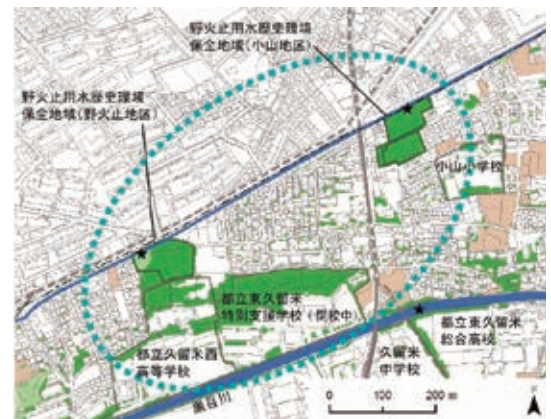 野火止用水歴史環境
保全地域(小山地区)
野火止用水歴史環境
保全地域(野火止地区)
小山小学校
都立東久留米
特別支援学校(閉校中)
都立東久留米
総合高校
都立久留米西
高等学校
久留米
中学校
黒目川
0 100 200 m